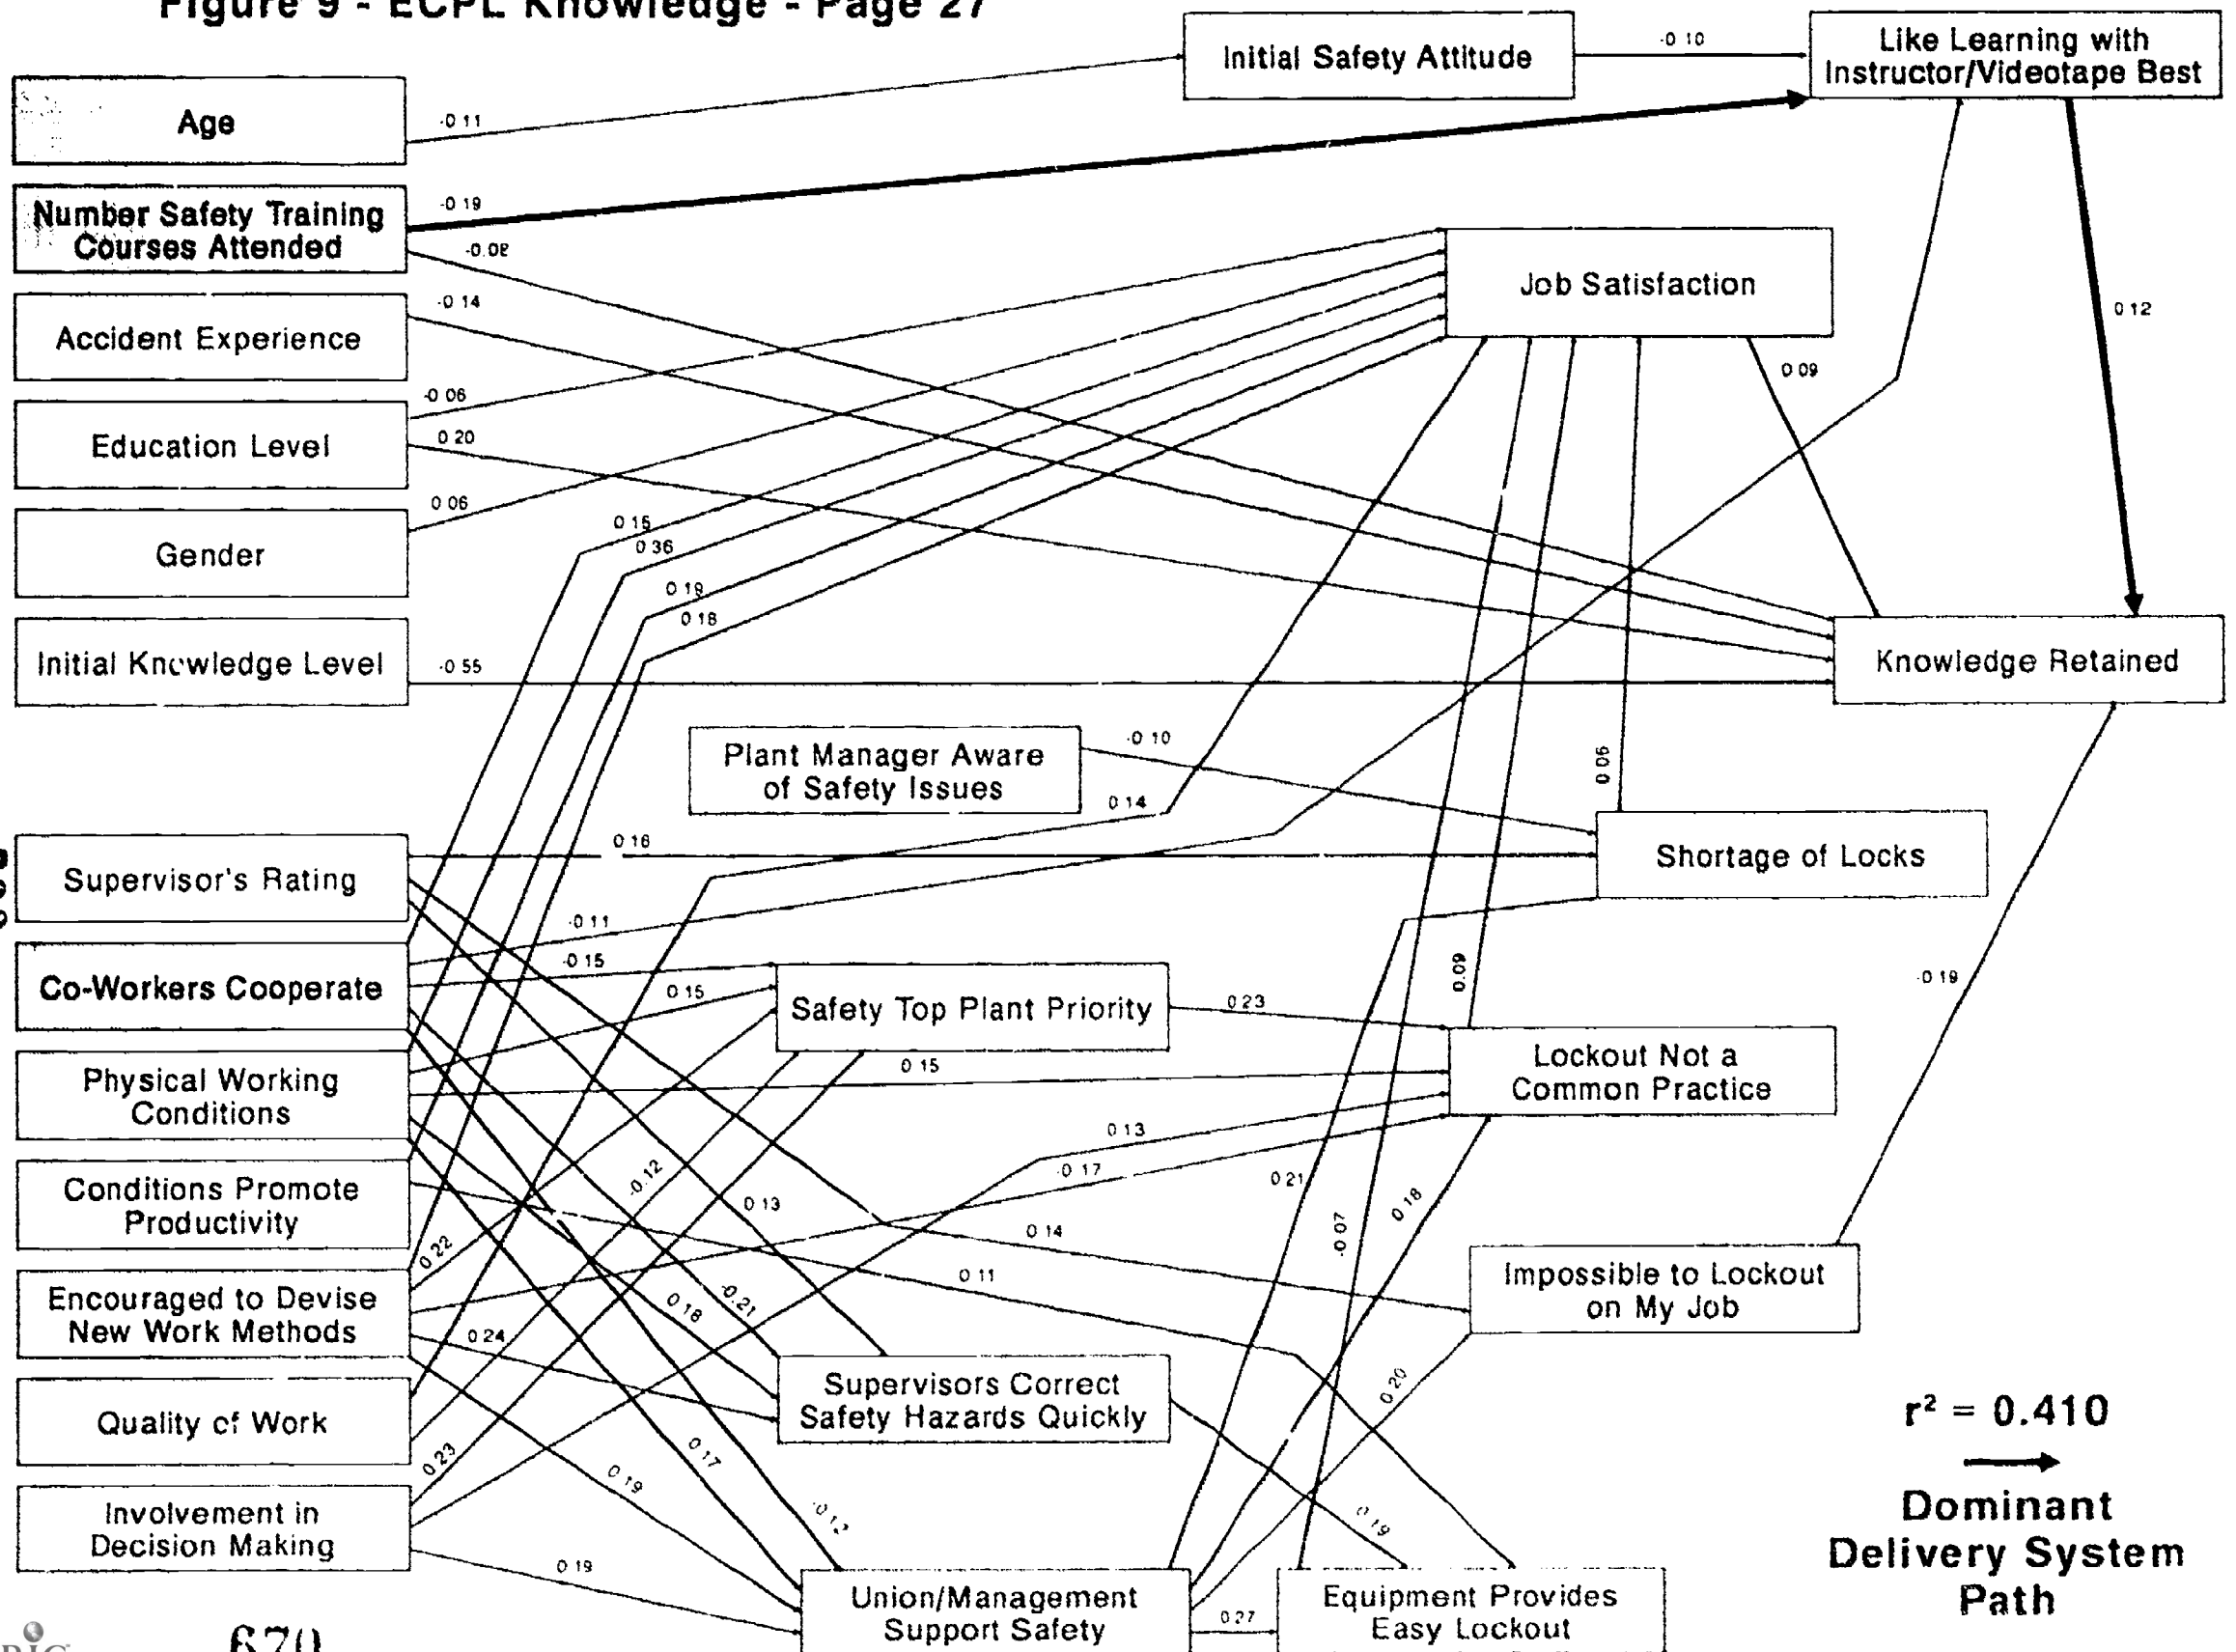 Figure 9 - ECPL Knowledge - Page 27
Initial Safety Attitude
-0 10
Like Learning with
Instructor/Videotape Best
Age
-0 11
Number Safety Training
Courses Attended
-0 19
-0.08
Job Satisfaction
0 12
Accident Experience
-0 14
0 09
Education Level
-0 06
0 20
Gender
0 06
0 15
0 36
0 19
0 18
Initial Knowledge Level
-0 55
Knowledge Retained
Plant Manager Aware
of Safety Issues
-0 10
0 14
Supervisor's Rating
0 16
Shortage of Locks
-0 11
Co-Workers Cooperate
-0 15
0 15
Safety Top Plant Priority
0 23
0.09
-0 19
Physical Working
Conditions
0 15
Lockout Not a
Common Practice
0 13
-0 17
Conditions Promote
Productivity
-0.12
0 13
0 21
-0 07
0 18
0 14
0.22
0 11
Impossible to Lockout
on My Job
Encouraged to Devise
New Work Methods
0 18
-0.21
0 24
Supervisors Correct
Safety Hazards Quickly
0 20
Quality of Work
r² = 0.410
0 23
0 17
0 19
Dominant
Delivery System
Path
0 19
Involvement in
Decision Making
0 19
Union/Management
Support Safety
0 27
Equipment Provides
Easy Lockout
670